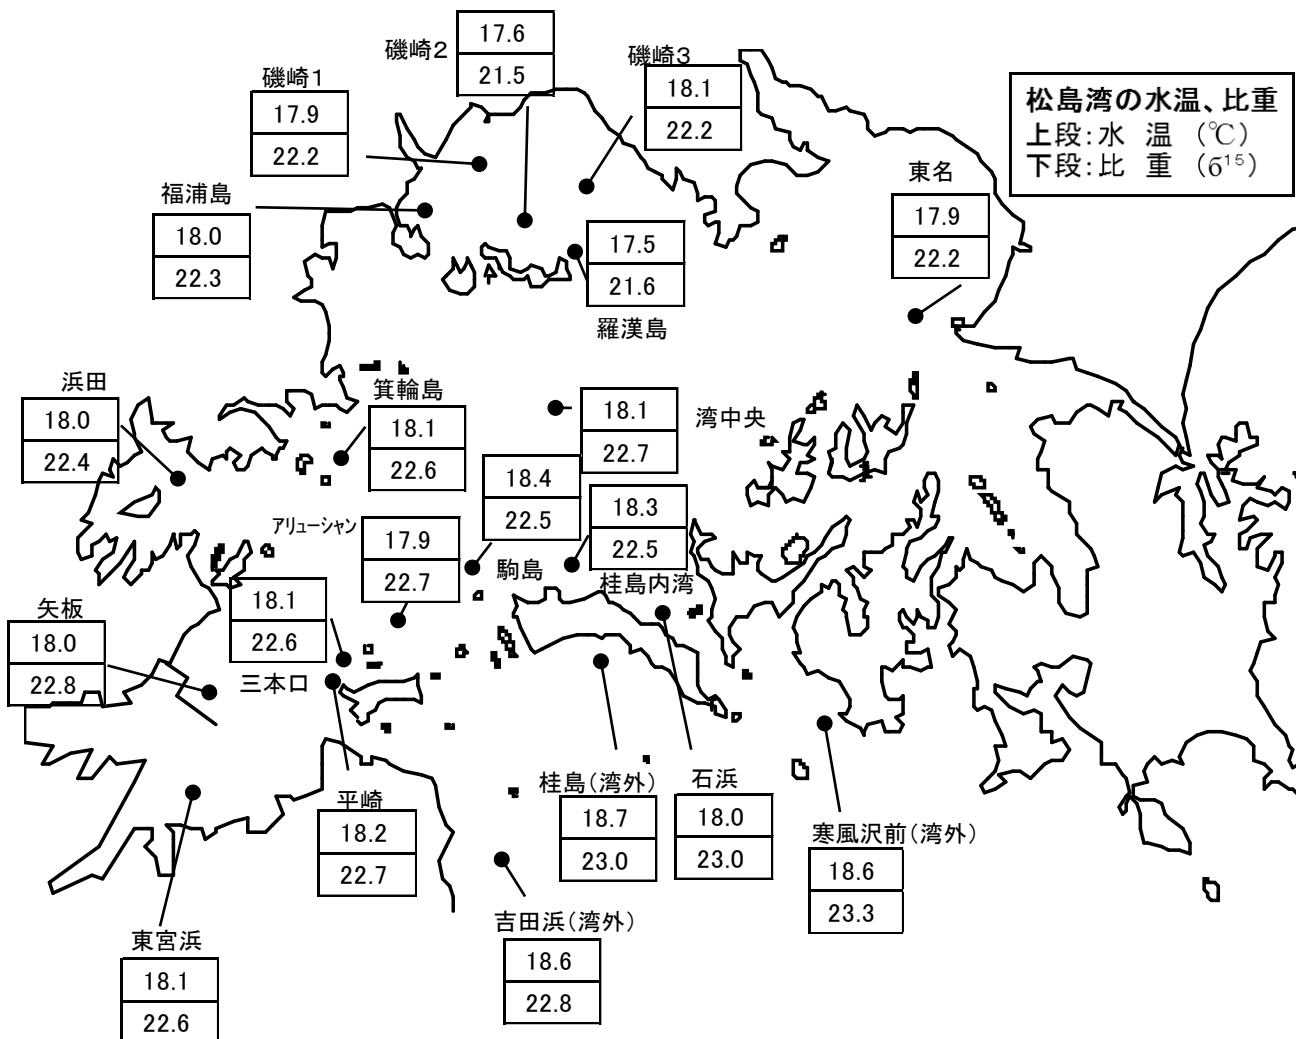 磯崎2
17.6
21.5
磯崎3
18.1
22.2
磯崎1
17.9
22.2
松島湾の水温、比重
上段:水 温 (℃)
下段:比 重 (б¹⁵)
福浦島
18.0
22.3
東名
17.9
22.2
17.5
21.6
羅漢島
浜田
18.0
22.4
箕輪島
18.1
22.6
18.1
22.7
湾中央
18.4
22.5
駒島
18.3
22.5
桂島内湾
アリューシャン
17.9
22.7
18.1
22.6
三本口
矢板
18.0
22.8
平崎
18.2
22.7
桂島(湾外)
18.7
23.0
石浜
18.0
23.0
寒風沢前(湾外)
18.6
23.3
吉田浜(湾外)
18.6
22.8
東宮浜
18.1
22.6